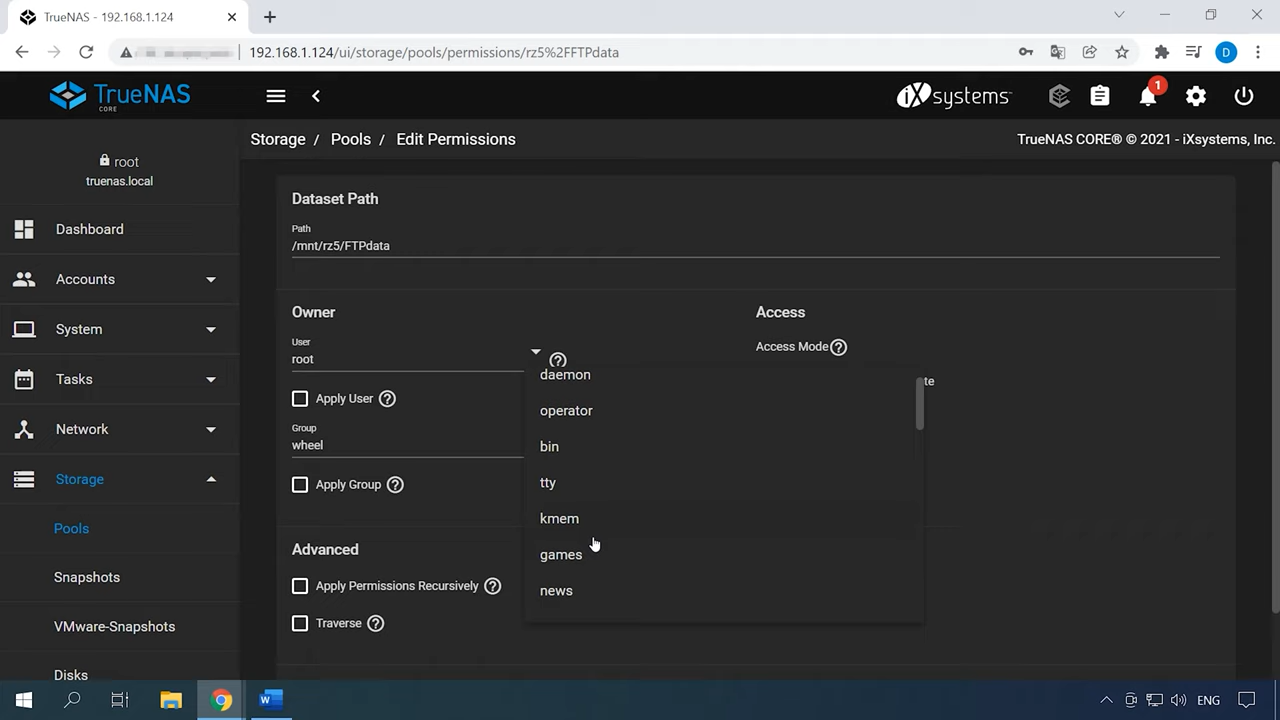 TrueNAS - 192.168.1.124
192.168.1.124/ui/storage/pools/permissions/rz5%2FFTPdata
D
TrueNAS
CORE
iXsystems
1
Storage / Pools / Edit Permissions
TrueNAS CORE® © 2021 - iXsystems, Inc.
root
truenas.local
Dashboard
Accounts
System
Tasks
Network
Storage
Pools
Snapshots
VMware-Snapshots
Disks
Dataset Path
Path
/mnt/rz5/FTPdata
Owner
User
root
Apply User
Group
wheel
Apply Group
Access
Access Mode
te
daemon
operator
bin
tty
kmem
games
news
Advanced
Apply Permissions Recursively
Traverse
ENG